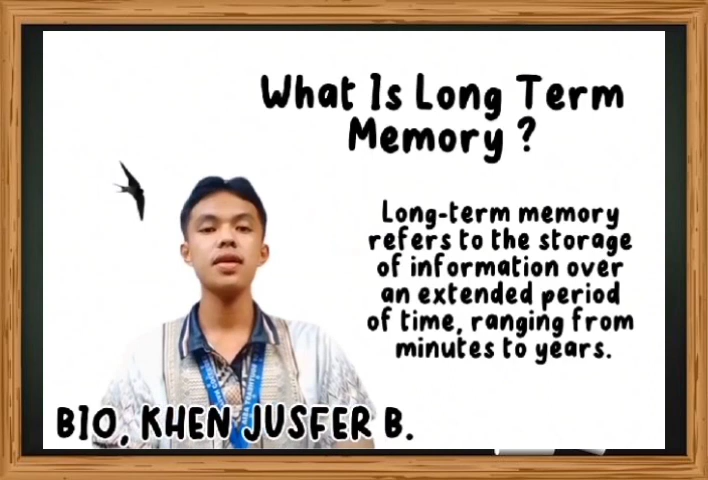 What Is Long Term
Memory ?
Long-term memory
refers to the storage
of information over
an extended period
of time, ranging from
minutes to years.
BIO, KHEN JUSFER B.